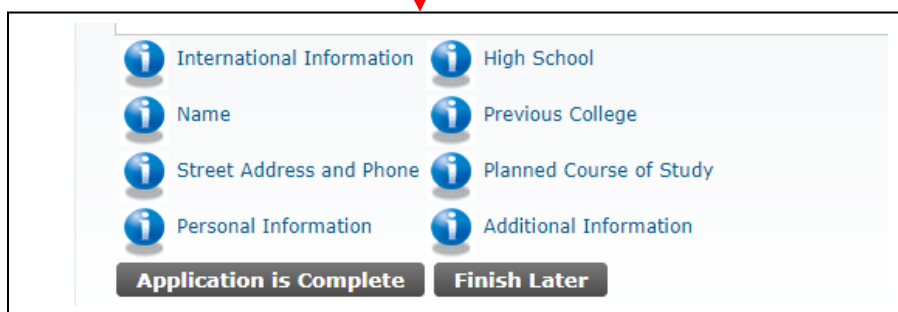 International Information
High School
Name
Previous College
Street Address and Phone
Planned Course of Study
Personal Information
Additional Information
Application is Complete
Finish Later